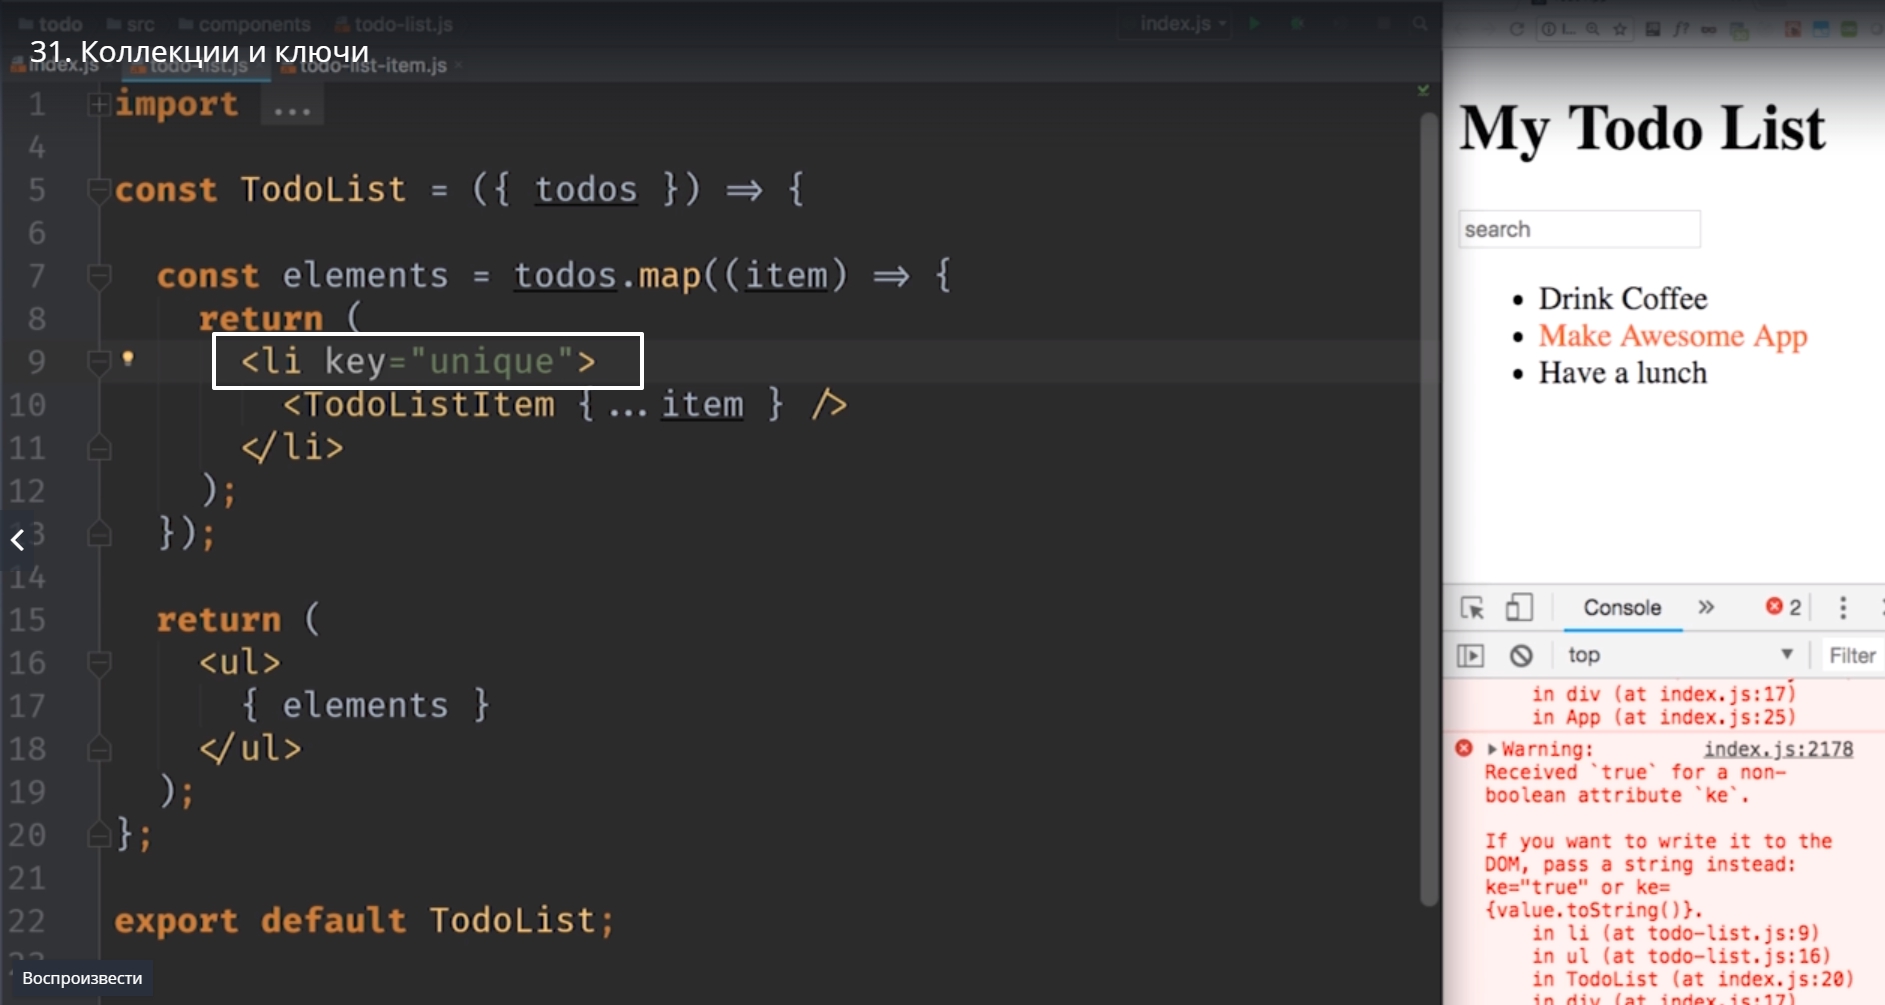 todo src components todo-list.js index.js
31. Коллекции и ключи
index.js todo-list.js todo-list-item.js
1 import ...
4
5 const TodoList = ({ todos }) => {
6
7 const elements = todos.map((item) => {
8 return (
9 <li key="unique">
10 <TodoListItem {...item } />
11 </li>
12 );
13 });
14
15 return (
16 <ul>
17 { elements }
18 </ul>
19 );
20 };
21
22 export default TodoList;
Воспроизвести
My Todo List
search
• Drink Coffee
• Make Awesome App
• Have a lunch
Console » 2
top Filter
in div (at index.js:17)
in App (at index.js:25)
Warning: index.js:2178
Received `true` for a non-
boolean attribute `ke`.
If you want to write it to the
DOM, pass a string instead:
ke="true" or ke=
{value.toString()}.
in li (at todo-list.js:9)
in ul (at todo-list.js:16)
in TodoList (at index.js:20)
in div (at index.js:17)